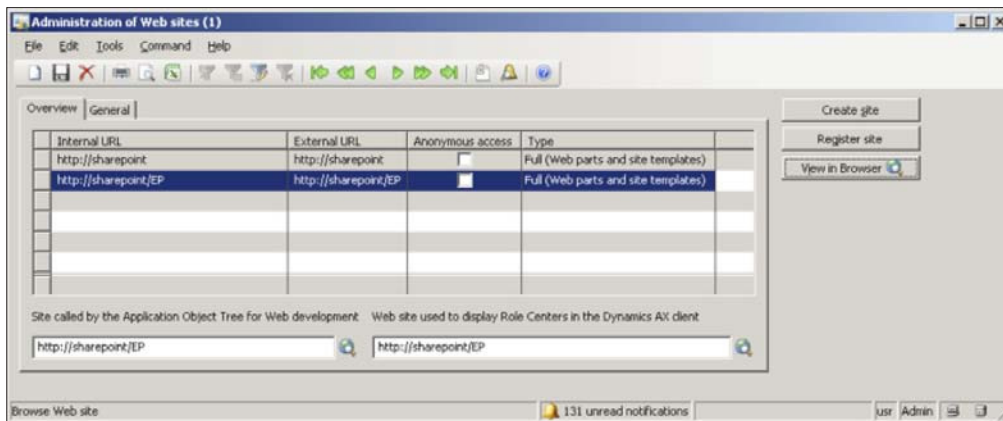 Administration of Web sites (1)
File Edit Tools Command Help
Overview General
Create site
Register site
View in Browser
Internal URL External URL Anonymous access Type
http://sharepoint http://sharepoint Full (Web parts and site templates)
http://sharepoint/EP http://sharepoint/EP Full (Web parts and site templates)
Site called by the Application Object Tree for Web development Web site used to display Role Centers in the Dynamics AX client
http://sharepoint/EP http://sharepoint/EP
Browse Web site 131 unread notifications usr Admin